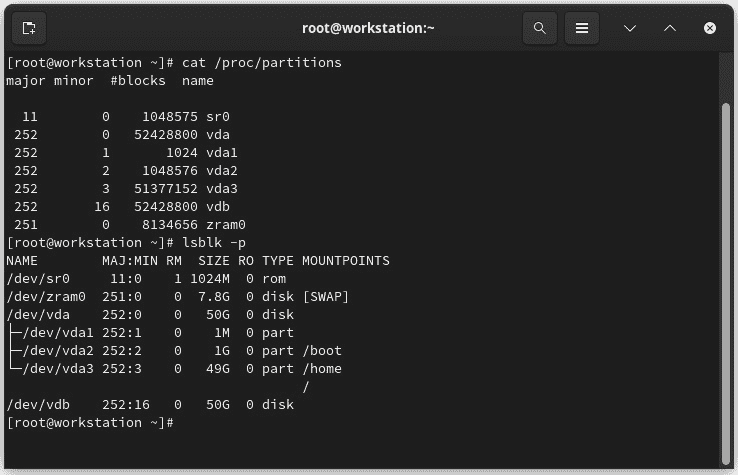 root@workstation:~
[root@workstation ~]# cat /proc/partitions
major minor  #blocks  name

  11        0    1048575 sr0
 252        0   52428800 vda
 252        1       1024 vda1
 252        2    1048576 vda2
 252        3   51377152 vda3
 252       16   52428800 vdb
 251        0    8134656 zram0
[root@workstation ~]# lsblk -p
NAME        MAJ:MIN RM  SIZE RO TYPE MOUNTPOINTS
/dev/sr0     11:0    1 1024M  0 rom
/dev/zram0  251:0    0  7.8G  0 disk [SWAP]
/dev/vda    252:0    0   50G  0 disk
├─/dev/vda1 252:1    0    1M  0 part
├─/dev/vda2 252:2    0    1G  0 part /boot
└─/dev/vda3 252:3    0   49G  0 part /home
                                     /
/dev/vdb    252:16   0   50G  0 disk
[root@workstation ~]#